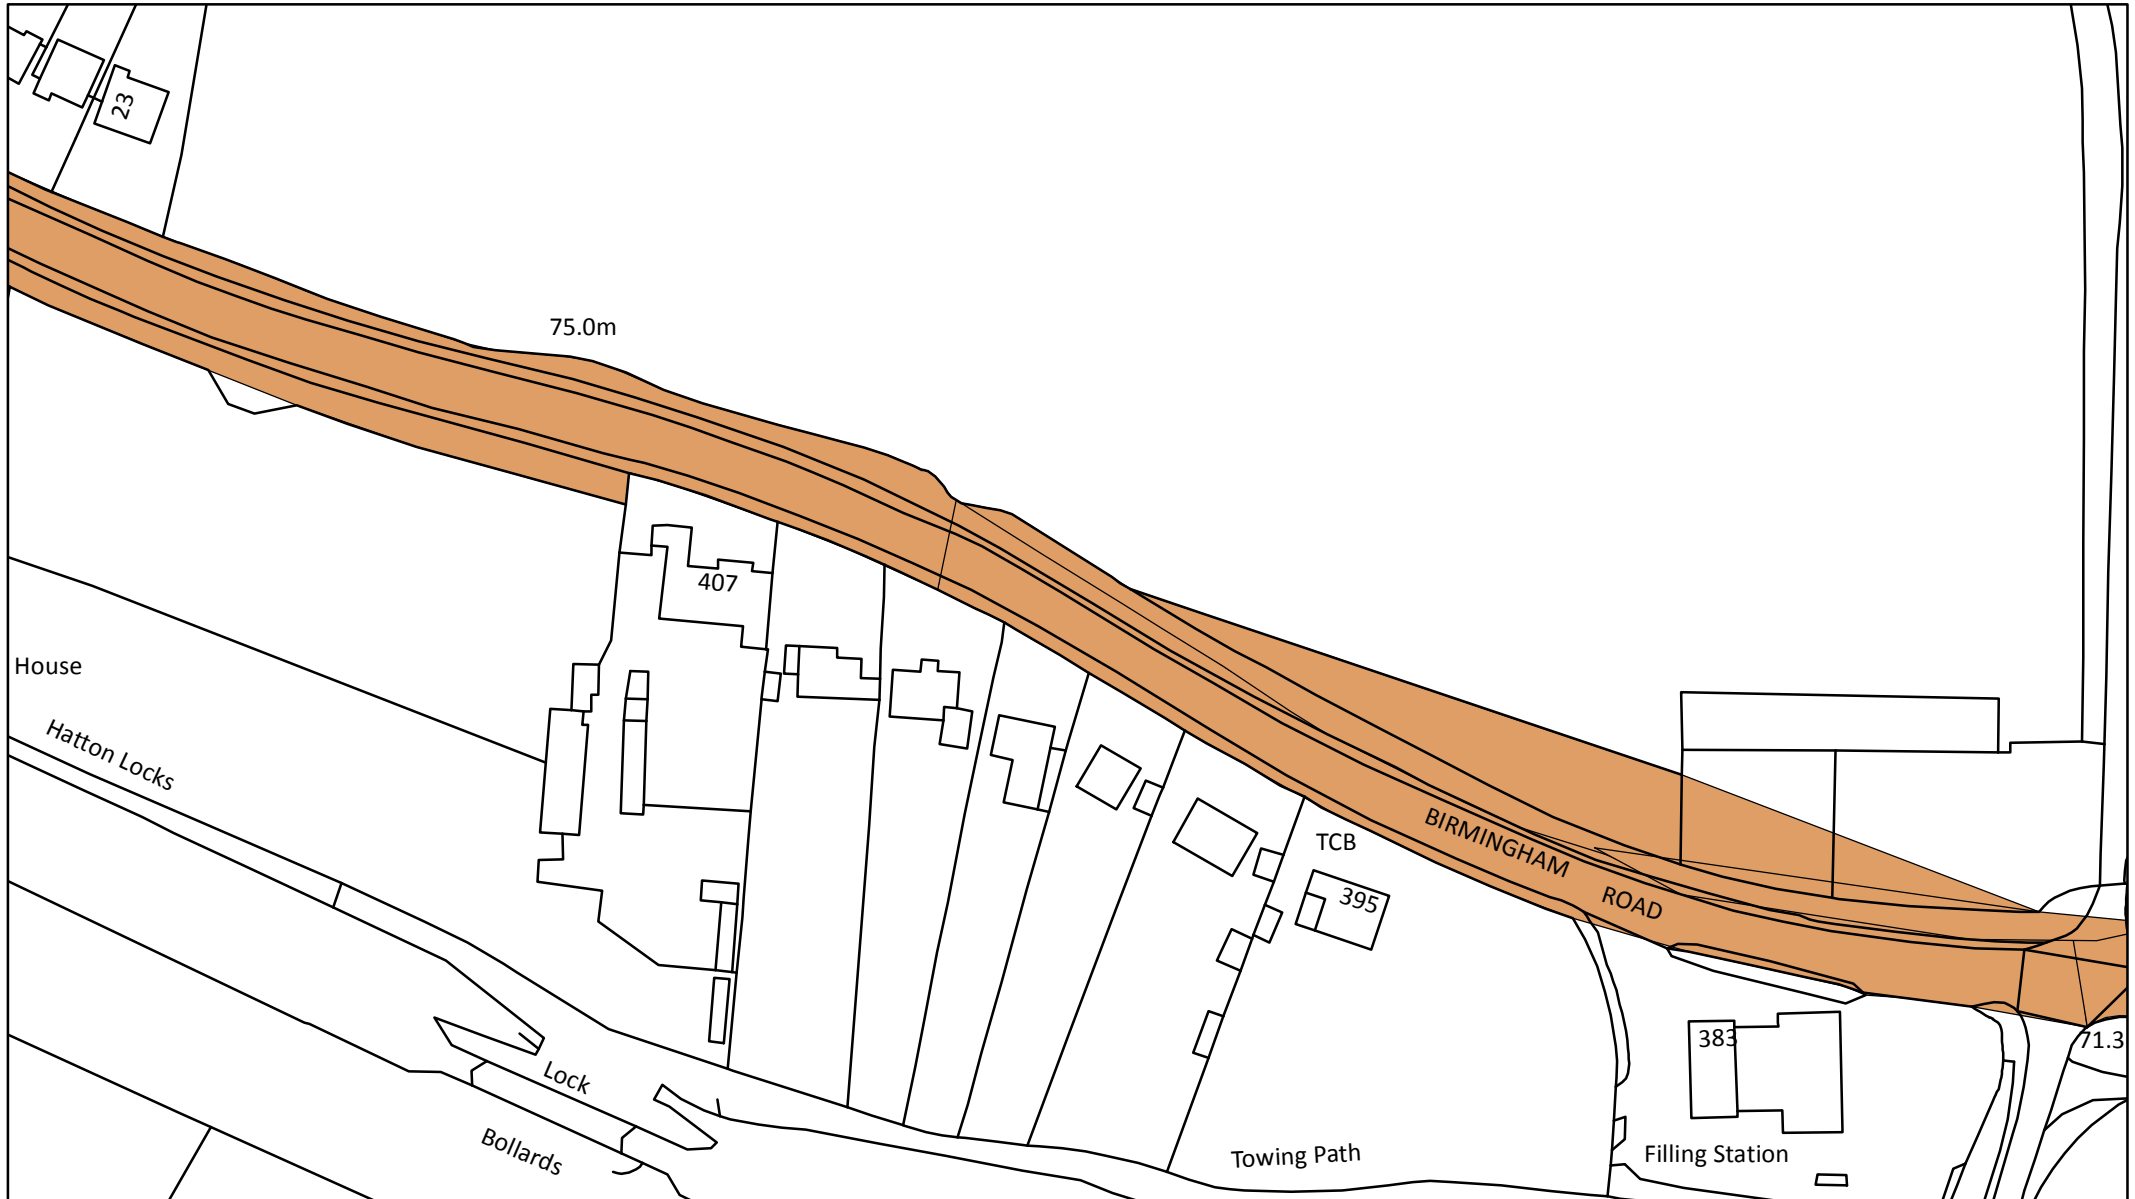 23
75.0m
407
House
Hatton Locks
BIRMINGHAM
ROAD
TCB
395
383
71.3
Lock
Bollards
Towing Path
Filling Station